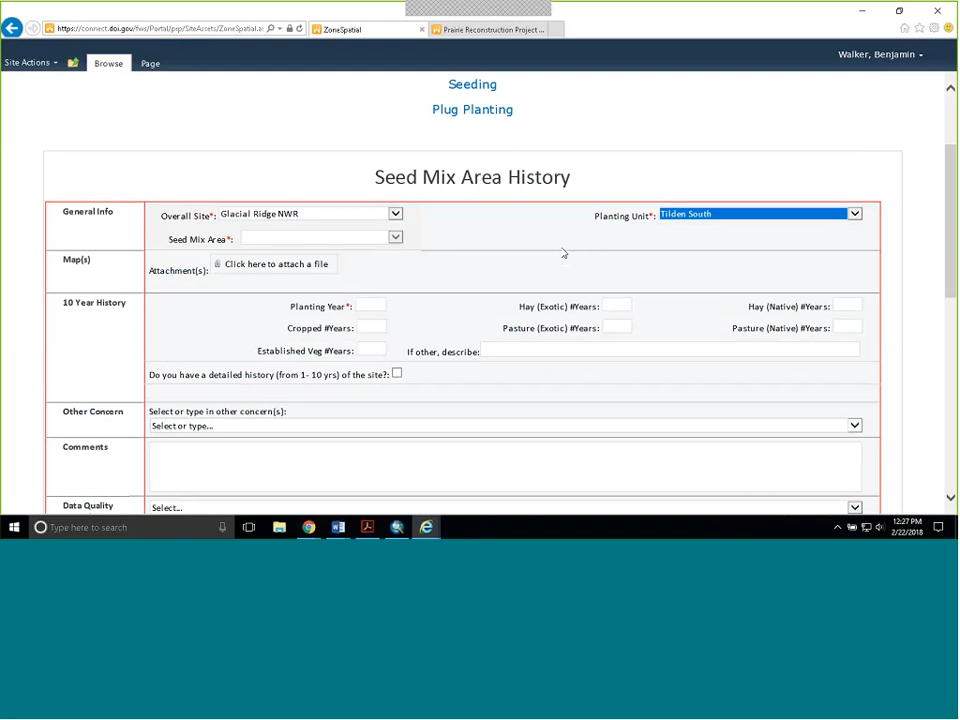 https://connect.doi.gov/fws/Portal/prp/SiteAssets/ZoneSpatial.as
ZoneSpatial
Prairie Reconstruction Project ...
Site Actions
Browse
Page
Walker, Benjamin
Seeding
Plug Planting
Seed Mix Area History
General Info
Overall Site*: Glacial Ridge NWR
Planting Unit*: Tilden South
Seed Mix Area*:
Map(s)
Attachment(s): Click here to attach a file
10 Year History
Planting Year*:
Hay (Exotic) #Years:
Hay (Native) #Years:
Cropped #Years:
Pasture (Exotic) #Years:
Pasture (Native) #Years:
Established Veg #Years:
If other, describe:
Do you have a detailed history (from 1- 10 yrs) of the site?:
Other Concern
Select or type in other concern(s):
Select or type...
Comments
Data Quality
Select...
Type here to search
12:27 PM
2/22/2018